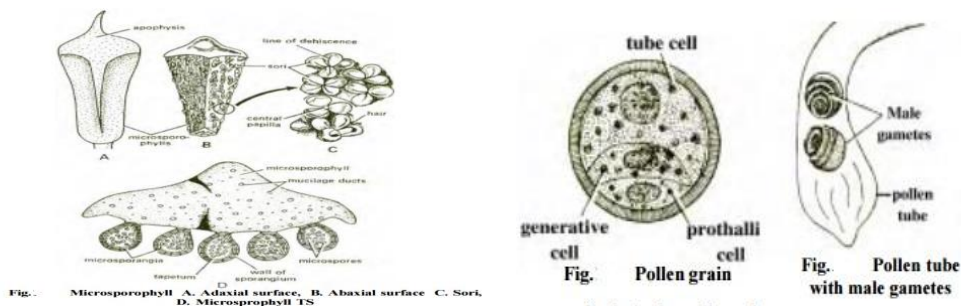 apophysis
microsporo-
phylls
A
B
line of dehiscence
sori
central
papilla
hair
C
microsporophyll
mucilage ducts
microsporangia
tapetum
wall of
sporangium
microspores
D
Fig. Microsporophyll A. Adaxial surface, B. Abaxial surface C. Sori,
D. Microsprophyll TS
tube cell
generative
cell
prothalli
cell
Fig. Pollen grain
Male
gametes
pollen
tube
Fig. Pollen tube
with male gametes